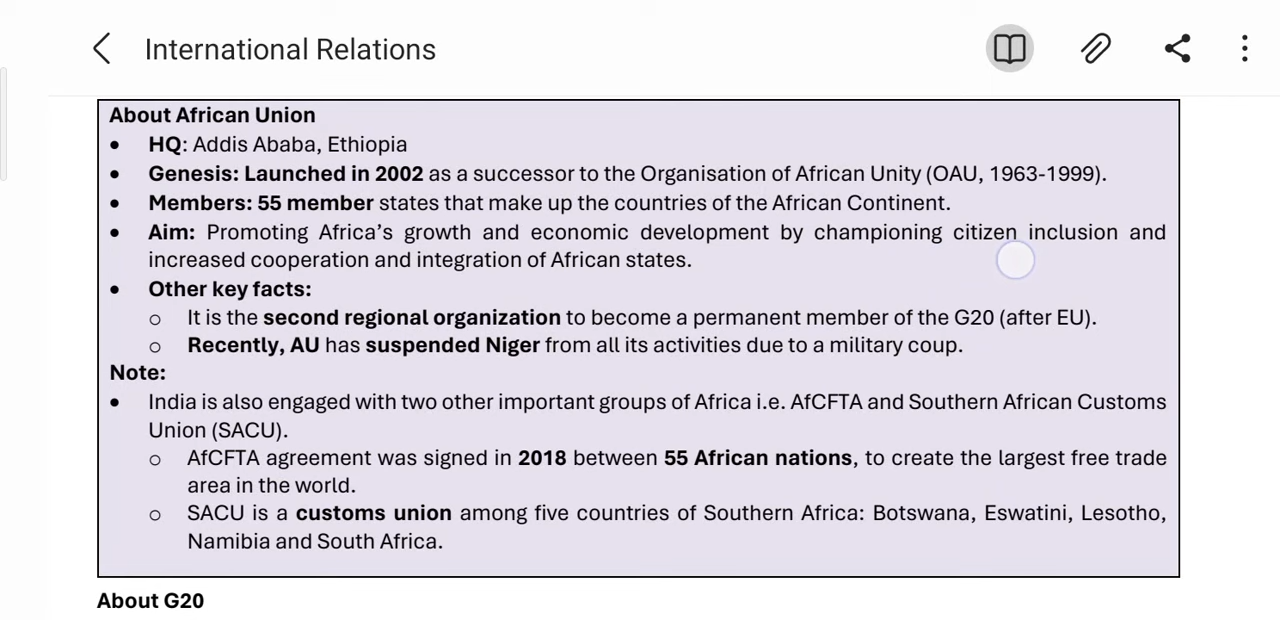 International Relations
About African Union
• HQ: Addis Ababa, Ethiopia
• Genesis: Launched in 2002 as a successor to the Organisation of African Unity (OAU, 1963-1999).
• Members: 55 member states that make up the countries of the African Continent.
• Aim: Promoting Africa’s growth and economic development by championing citizen inclusion and
increased cooperation and integration of African states.
• Other key facts:
o It is the second regional organization to become a permanent member of the G20 (after EU).
o Recently, AU has suspended Niger from all its activities due to a military coup.
Note:
• India is also engaged with two other important groups of Africa i.e. AfCFTA and Southern African Customs
Union (SACU).
o AfCFTA agreement was signed in 2018 between 55 African nations, to create the largest free trade
area in the world.
o SACU is a customs union among five countries of Southern Africa: Botswana, Eswatini, Lesotho,
Namibia and South Africa.
About G20